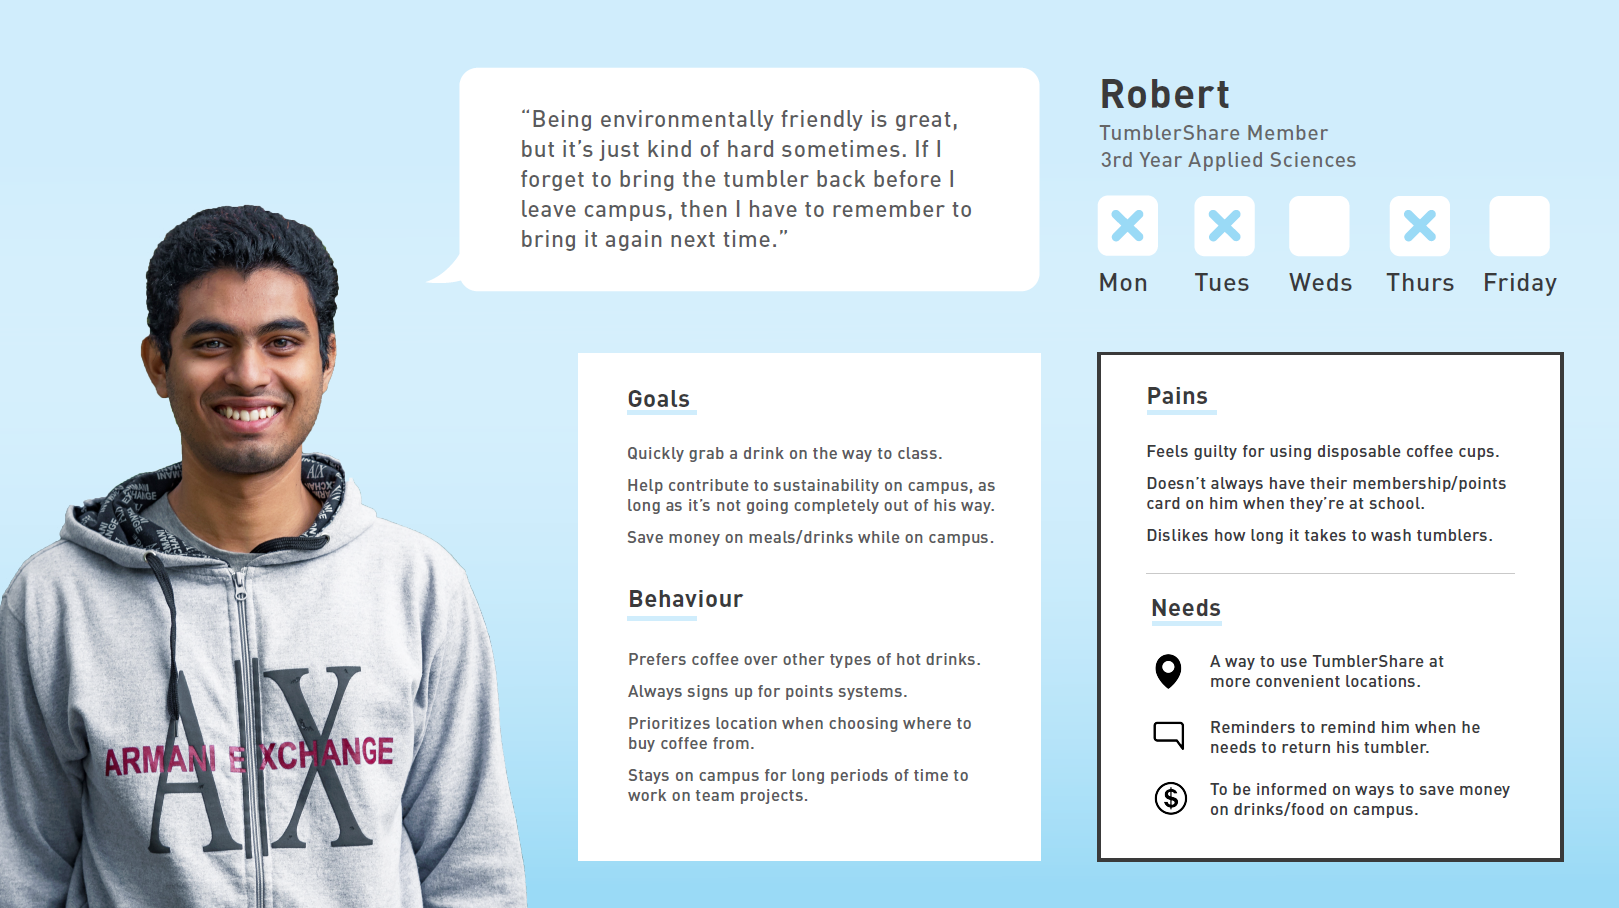 “Being environmentally friendly is great,
but it’s just kind of hard sometimes. If I
forget to bring the tumbler back before I
leave campus, then I have to remember to
bring it again next time.”
Robert
TumblerShare Member
3rd Year Applied Sciences
Mon Tues Weds Thurs Friday
Goals
Quickly grab a drink on the way to class.
Help contribute to sustainability on campus, as
long as it’s not going completely out of his way.
Save money on meals/drinks while on campus.
Behaviour
Prefers coffee over other types of hot drinks.
Always signs up for points systems.
Prioritizes location when choosing where to
buy coffee from.
Stays on campus for long periods of time to
work on team projects.
Pains
Feels guilty for using disposable coffee cups.
Doesn’t always have their membership/points
card on him when they’re at school.
Dislikes how long it takes to wash tumblers.
Needs
A way to use TumblerShare at
more convenient locations.
Reminders to remind him when he
needs to return his tumbler.
$
To be informed on ways to save money
on drinks/food on campus.
A|X
AX
ARMANI EXCHANGE